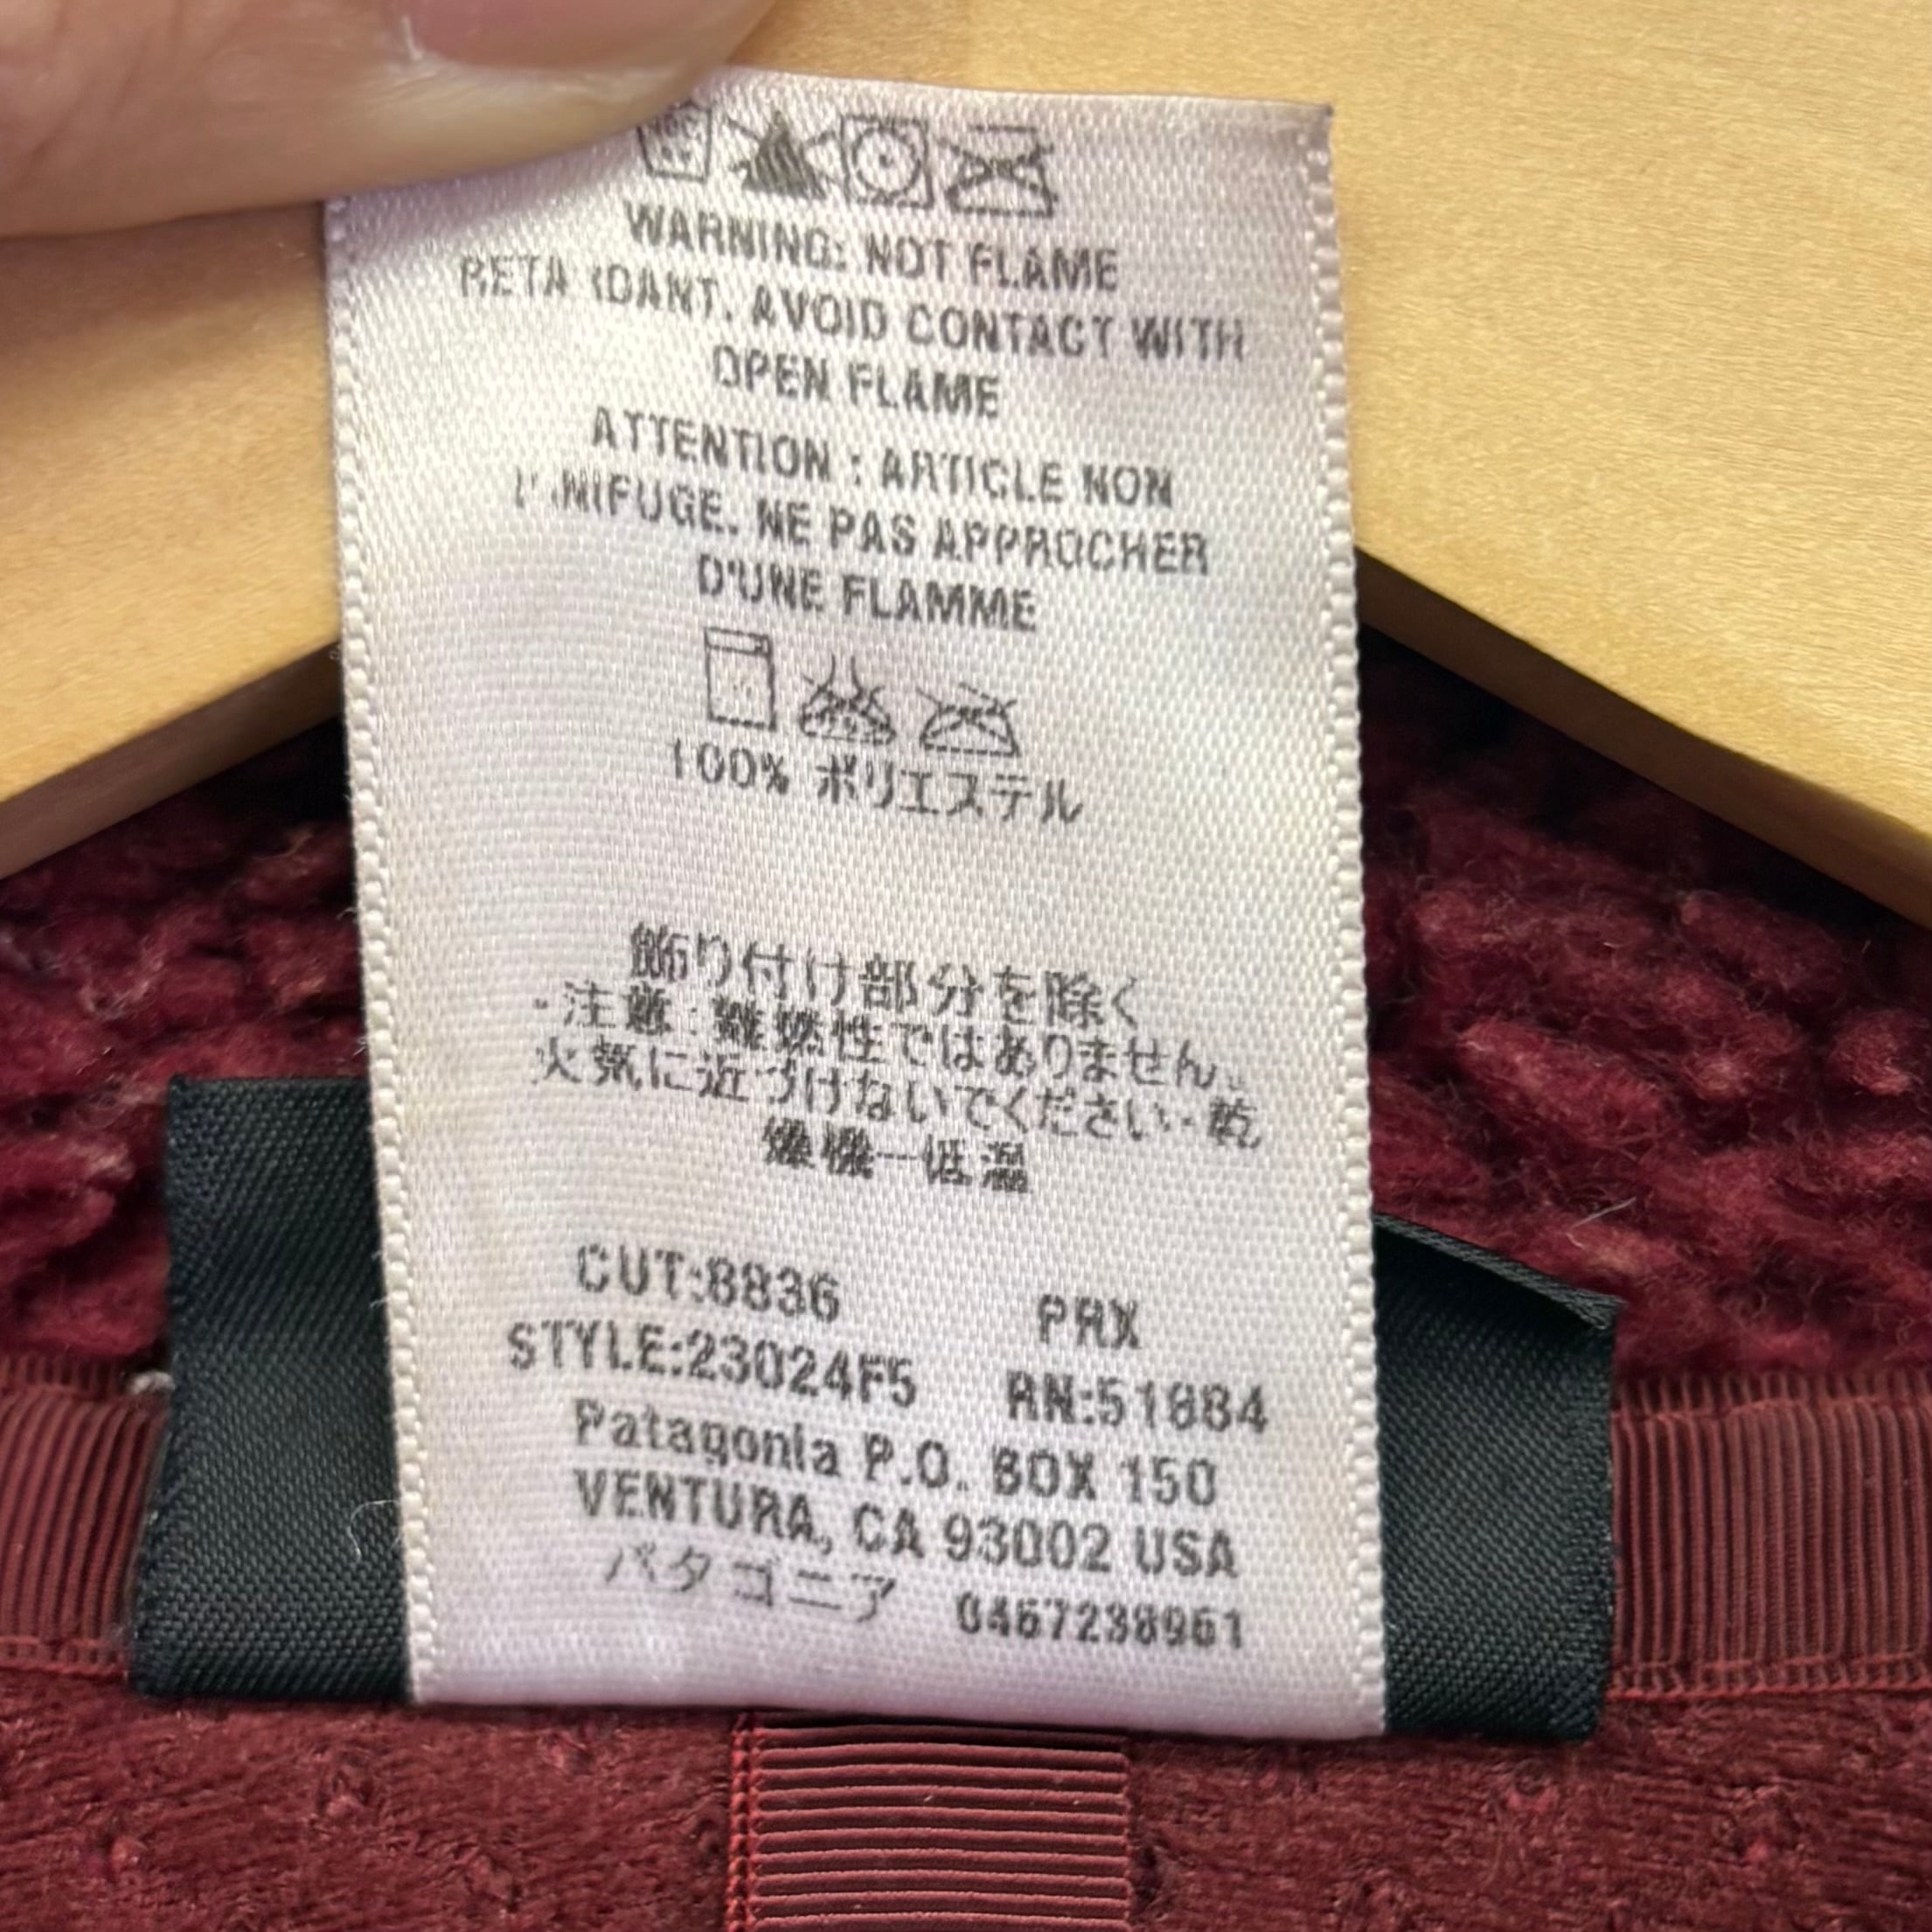 WARNING: NOT FLAME
RETARDANT. AVOID CONTACT WITH
OPEN FLAME
ATTENTION : ARTICLE NON
NE PAS APPROCHER
D'UNE FLAMME
100% ポリエステル
飾り付け部分を除く
・注意:難燃性ではありません。
火気に近づけないでください・乾
燥機ー低温
CUT:8836 PRX
STYLE:23024F5 RN:51884
Patagonia P.O. BOX 150
VENTURA, CA 93002 USA
パタゴニア 0467238961